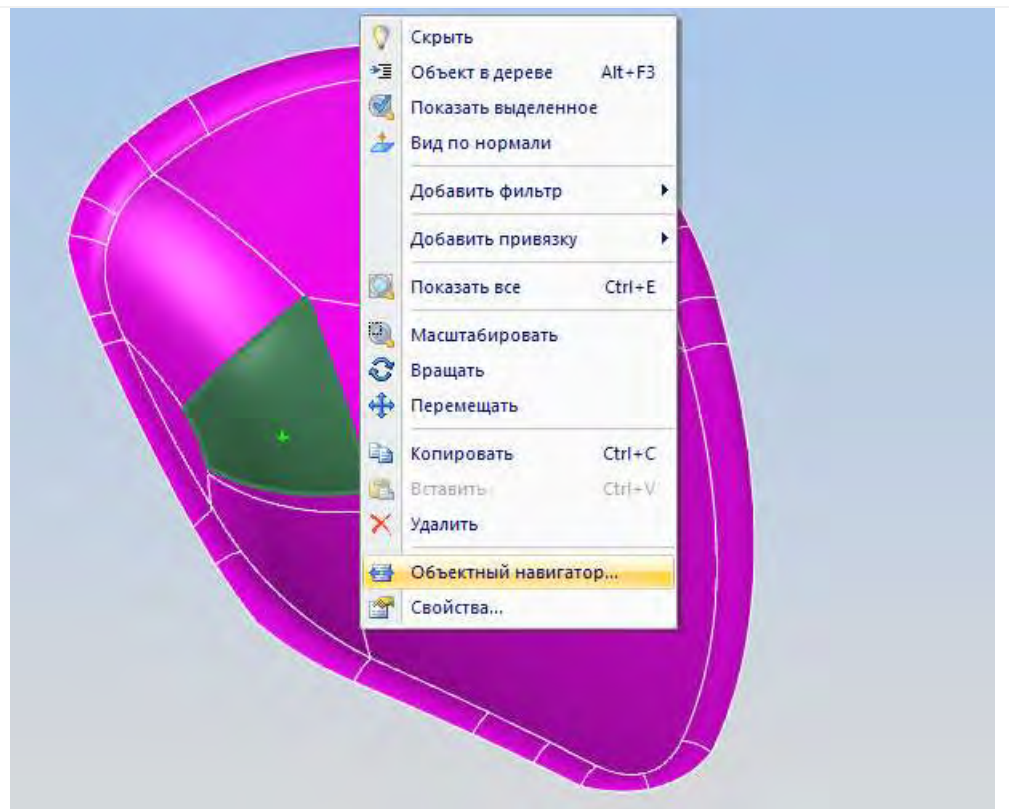 Скрыть
Объект в дереве Alt+F3
Показать выделенное
Вид по нормали
Добавить фильтр
Добавить привязку
Показать все Ctrl+E
Масштабировать
Вращать
Перемещать
Копировать Ctrl+C
Вставить Ctrl+V
Удалить
Объектный навигатор...
Свойства...